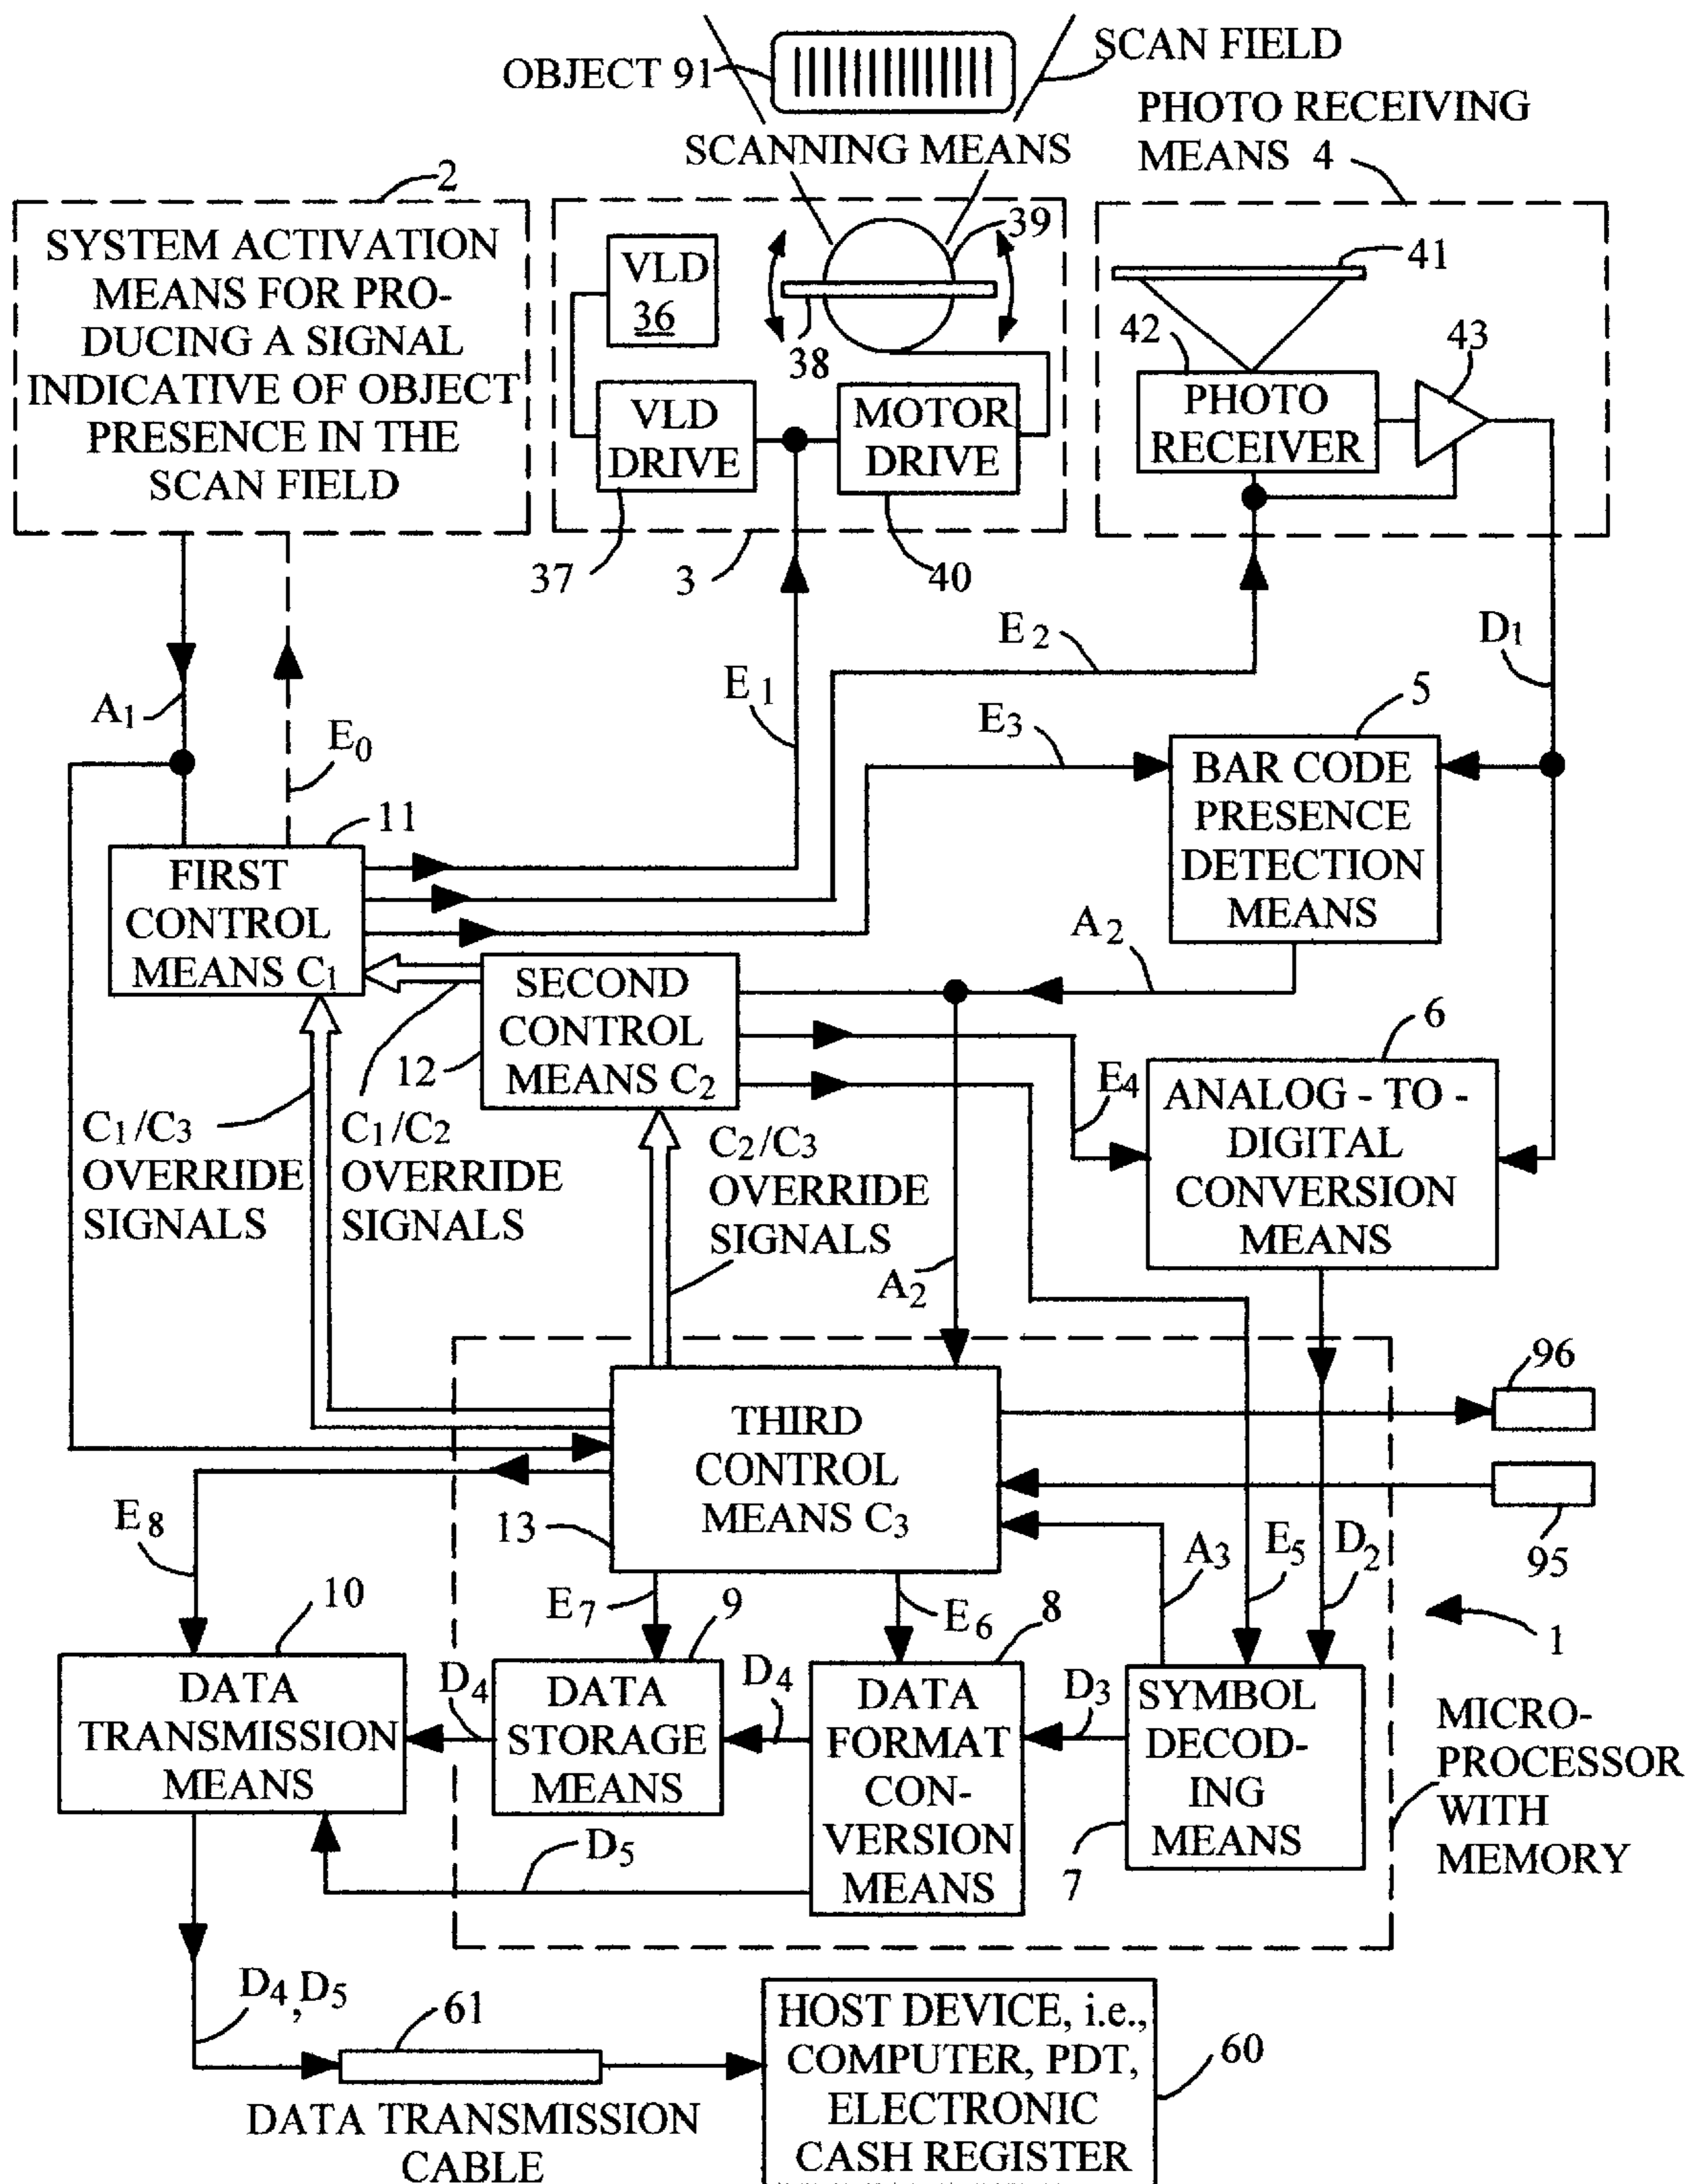 OBJECT 91
SCAN FIELD
SCANNING MEANS
PHOTO RECEIVING
MEANS 4
2
SYSTEM ACTIVATION
MEANS FOR PRO-
DUCING A SIGNAL
INDICATIVE OF OBJECT
PRESENCE IN THE
SCAN FIELD
VLD
36
39
38
VLD
DRIVE
MOTOR
DRIVE
37
3
40
41
42
43
PHOTO
RECEIVER
A1
E0
E1
E2
E3
D1
5
BAR CODE
PRESENCE
DETECTION
MEANS
11
FIRST
CONTROL
MEANS C1
A2
SECOND
CONTROL
MEANS C2
12
6
E4
ANALOG - TO -
DIGITAL
CONVERSION
MEANS
C1/C3
OVERRIDE
SIGNALS
C1/C2
OVERRIDE
SIGNALS
C2/C3
OVERRIDE
SIGNALS
A2
96
THIRD
CONTROL
MEANS C3
13
95
E8
A3
E5
D2
1
10
E7
9
E6
8
DATA
TRANSMISSION
MEANS
D4
DATA
STORAGE
MEANS
D4
DATA
FORMAT
CON-
VERSION
MEANS
D3
SYMBOL
DECOD-
ING
MEANS
7
MICRO-
PROCESSOR
WITH
MEMORY
D5
D4,D5
61
DATA TRANSMISSION
CABLE
HOST DEVICE, i.e.,
COMPUTER, PDT,
ELECTRONIC
CASH REGISTER
60